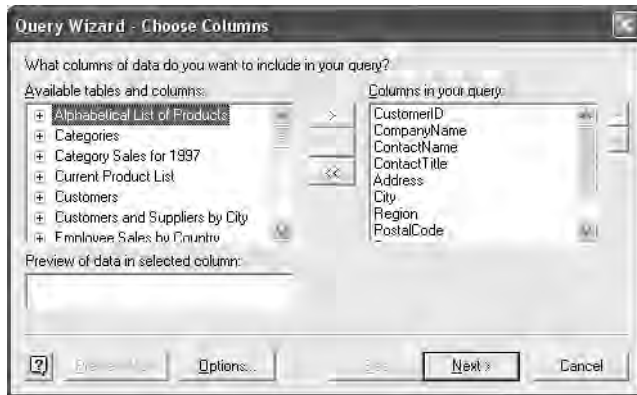 Query Wizard - Choose Columns
What columns of data do you want to include in your query?
Available tables and columns:
Columns in your query:
Alphabetical List of Products
Categories
Category Sales for 1997
Current Product List
Customers
Customers and Suppliers by City
Employee Sales by Country
>
<<
CustomerID
CompanyName
ContactName
ContactTitle
Address
City
Region
PostalCode
Preview of data in selected column:
Options...
Next >
Cancel